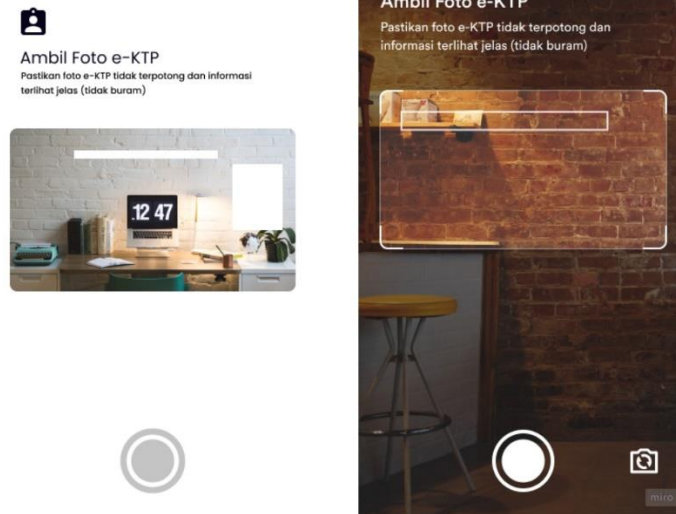 Ambil Foto e-KTP
Pastikan foto e-KTP tidak terpotong dan informasi
terlihat jelas (tidak buram)
12 47
Ambil Foto e-KTP
Pastikan foto e-KTP tidak terpotong dan
informasi terlihat jelas (tidak buram)
miro